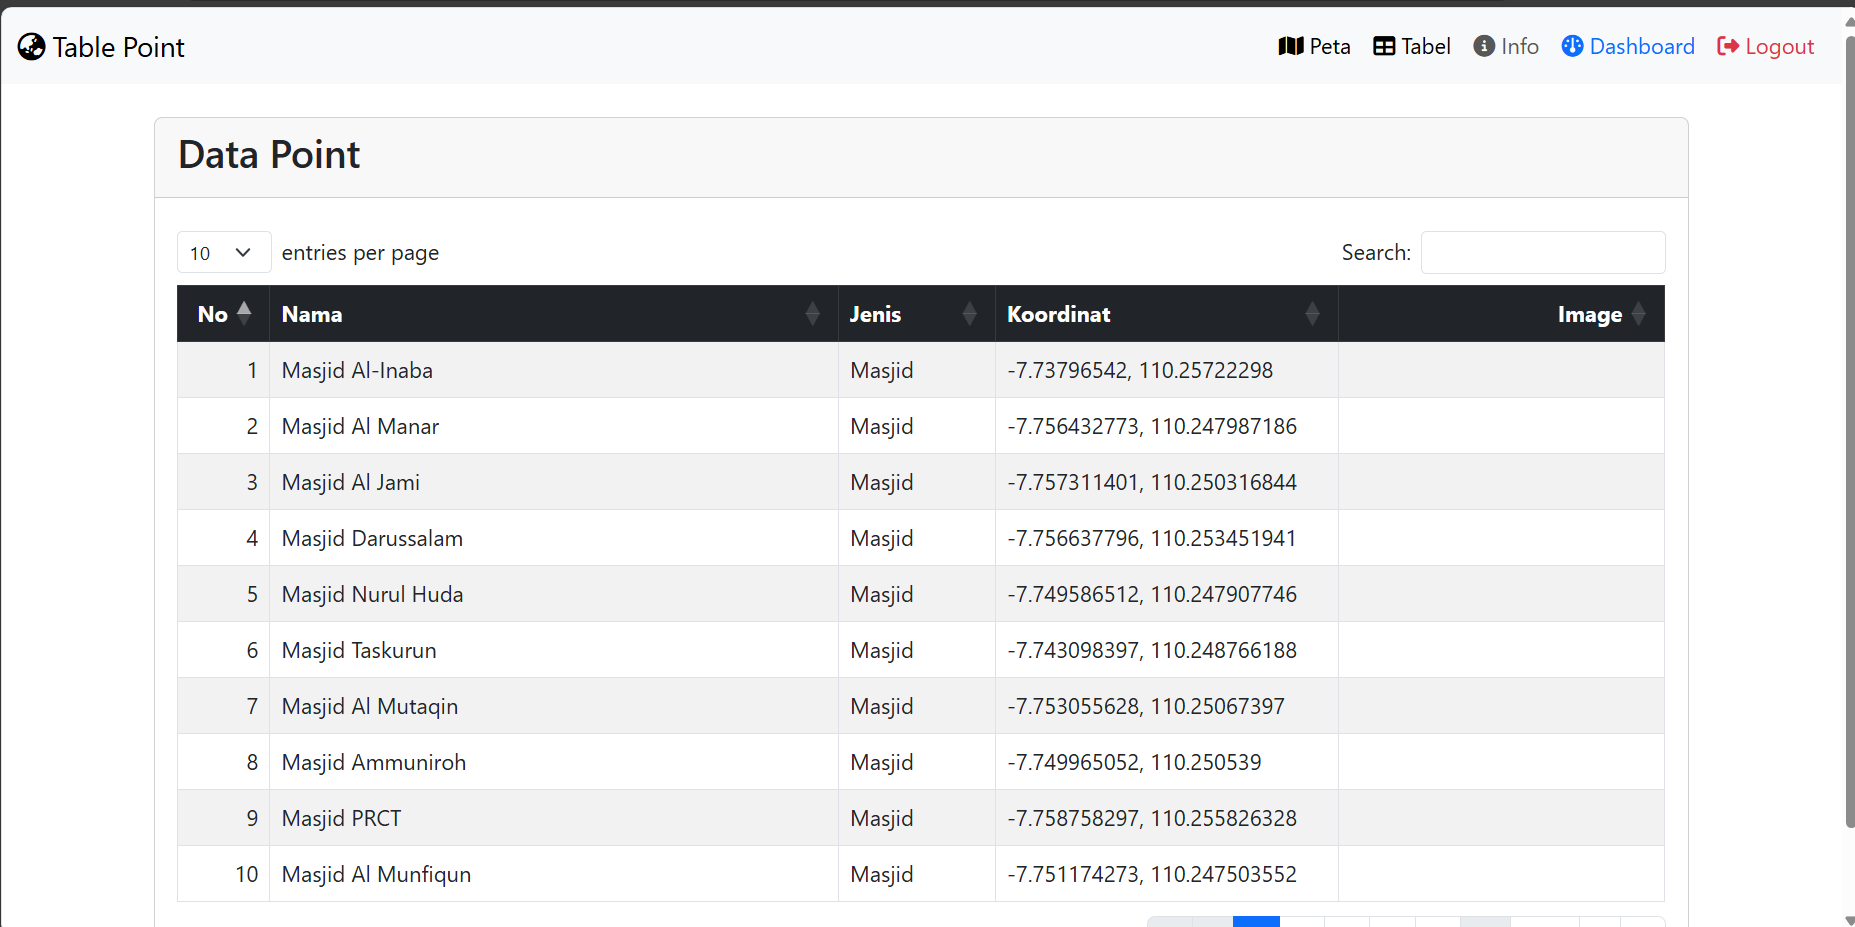 Table Point
Peta Tabel Info Dashboard Logout
Data Point
10 entries per page Search:
No Nama Jenis Koordinat Image
1 Masjid Al-Inaba Masjid -7.73796542, 110.25722298
2 Masjid Al Manar Masjid -7.756432773, 110.247987186
3 Masjid Al Jami Masjid -7.757311401, 110.250316844
4 Masjid Darussalam Masjid -7.756637796, 110.253451941
5 Masjid Nurul Huda Masjid -7.749586512, 110.247907746
6 Masjid Taskurun Masjid -7.743098397, 110.248766188
7 Masjid Al Mutaqin Masjid -7.753055628, 110.25067397
8 Masjid Ammuniroh Masjid -7.749965052, 110.250539
9 Masjid PRCT Masjid -7.758758297, 110.255826328
10 Masjid Al Munfiqun Masjid -7.751174273, 110.247503552